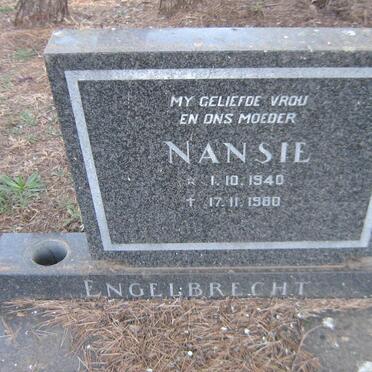 MY GELIEFDE VROU
EN ONS MOEDER
NANSIE
☆ 1.10.1940
† 17.11.1980
ENGELBRECHT